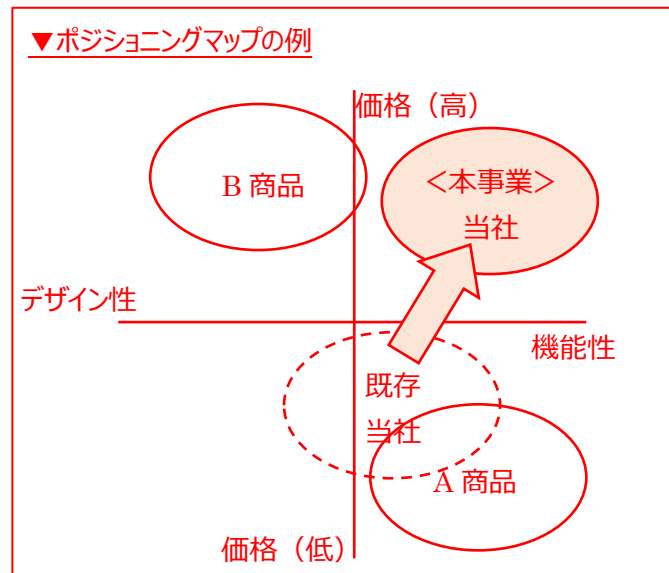 ▼ポジショニングマップの例
価格（高）
B 商品
＜本事業＞
当社
デザイン性
機能性
既存
当社
A 商品
価格（低）